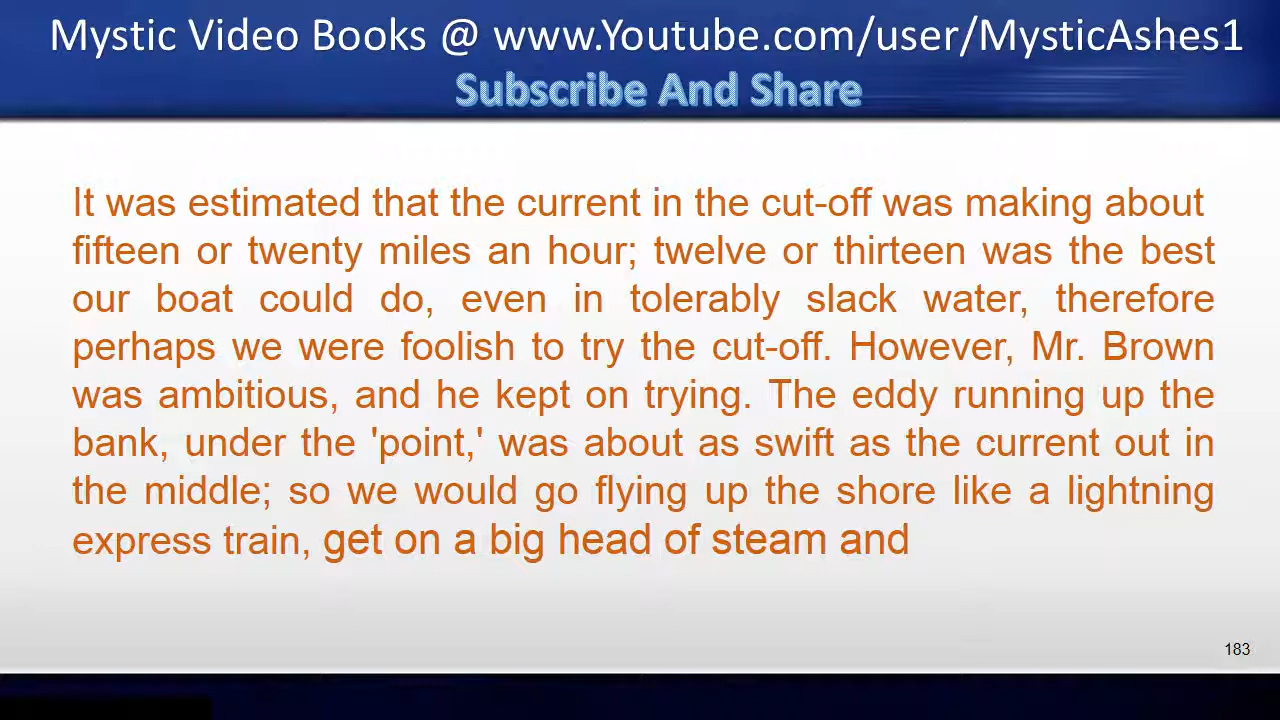 Mystic Video Books @ www.Youtube.com/user/MysticAshes1
Subscribe And Share
It was estimated that the current in the cut-off was making about
fifteen or twenty miles an hour; twelve or thirteen was the best
our boat could do, even in tolerably slack water, therefore
perhaps we were foolish to try the cut-off. However, Mr. Brown
was ambitious, and he kept on trying. The eddy running up the
bank, under the 'point,' was about as swift as the current out in
the middle; so we would go flying up the shore like a lightning
express train, get on a big head of steam and
183